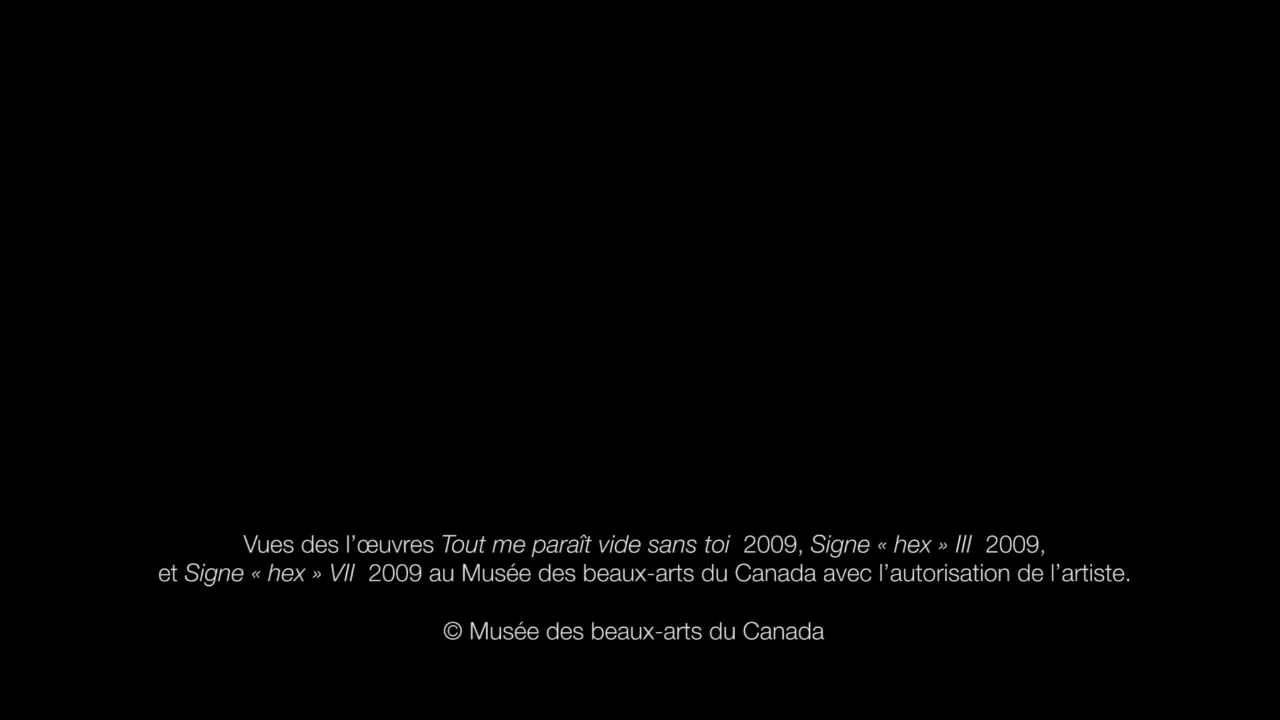 Vues des l’œuvres Tout me paraît vide sans toi 2009, Signe « hex » III 2009,
et Signe « hex » VII 2009 au Musée des beaux-arts du Canada avec l’autorisation de l’artiste.
© Musée des beaux-arts du Canada